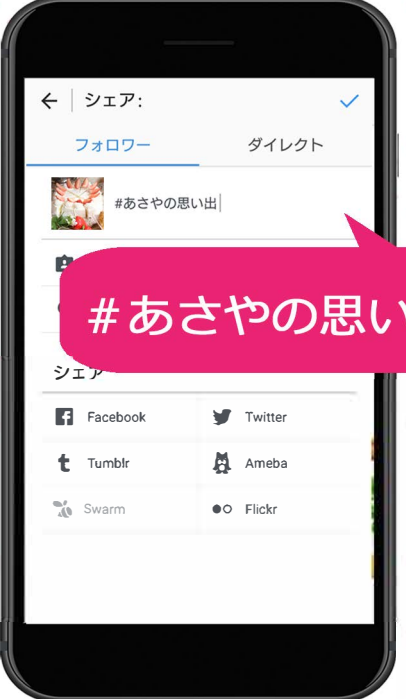 シェア:
フォロワー ダイレクト
#あさやの思い出
#あさやの思い
シェア
Facebook Twitter
Tumblr Ameba
Swarm Flickr